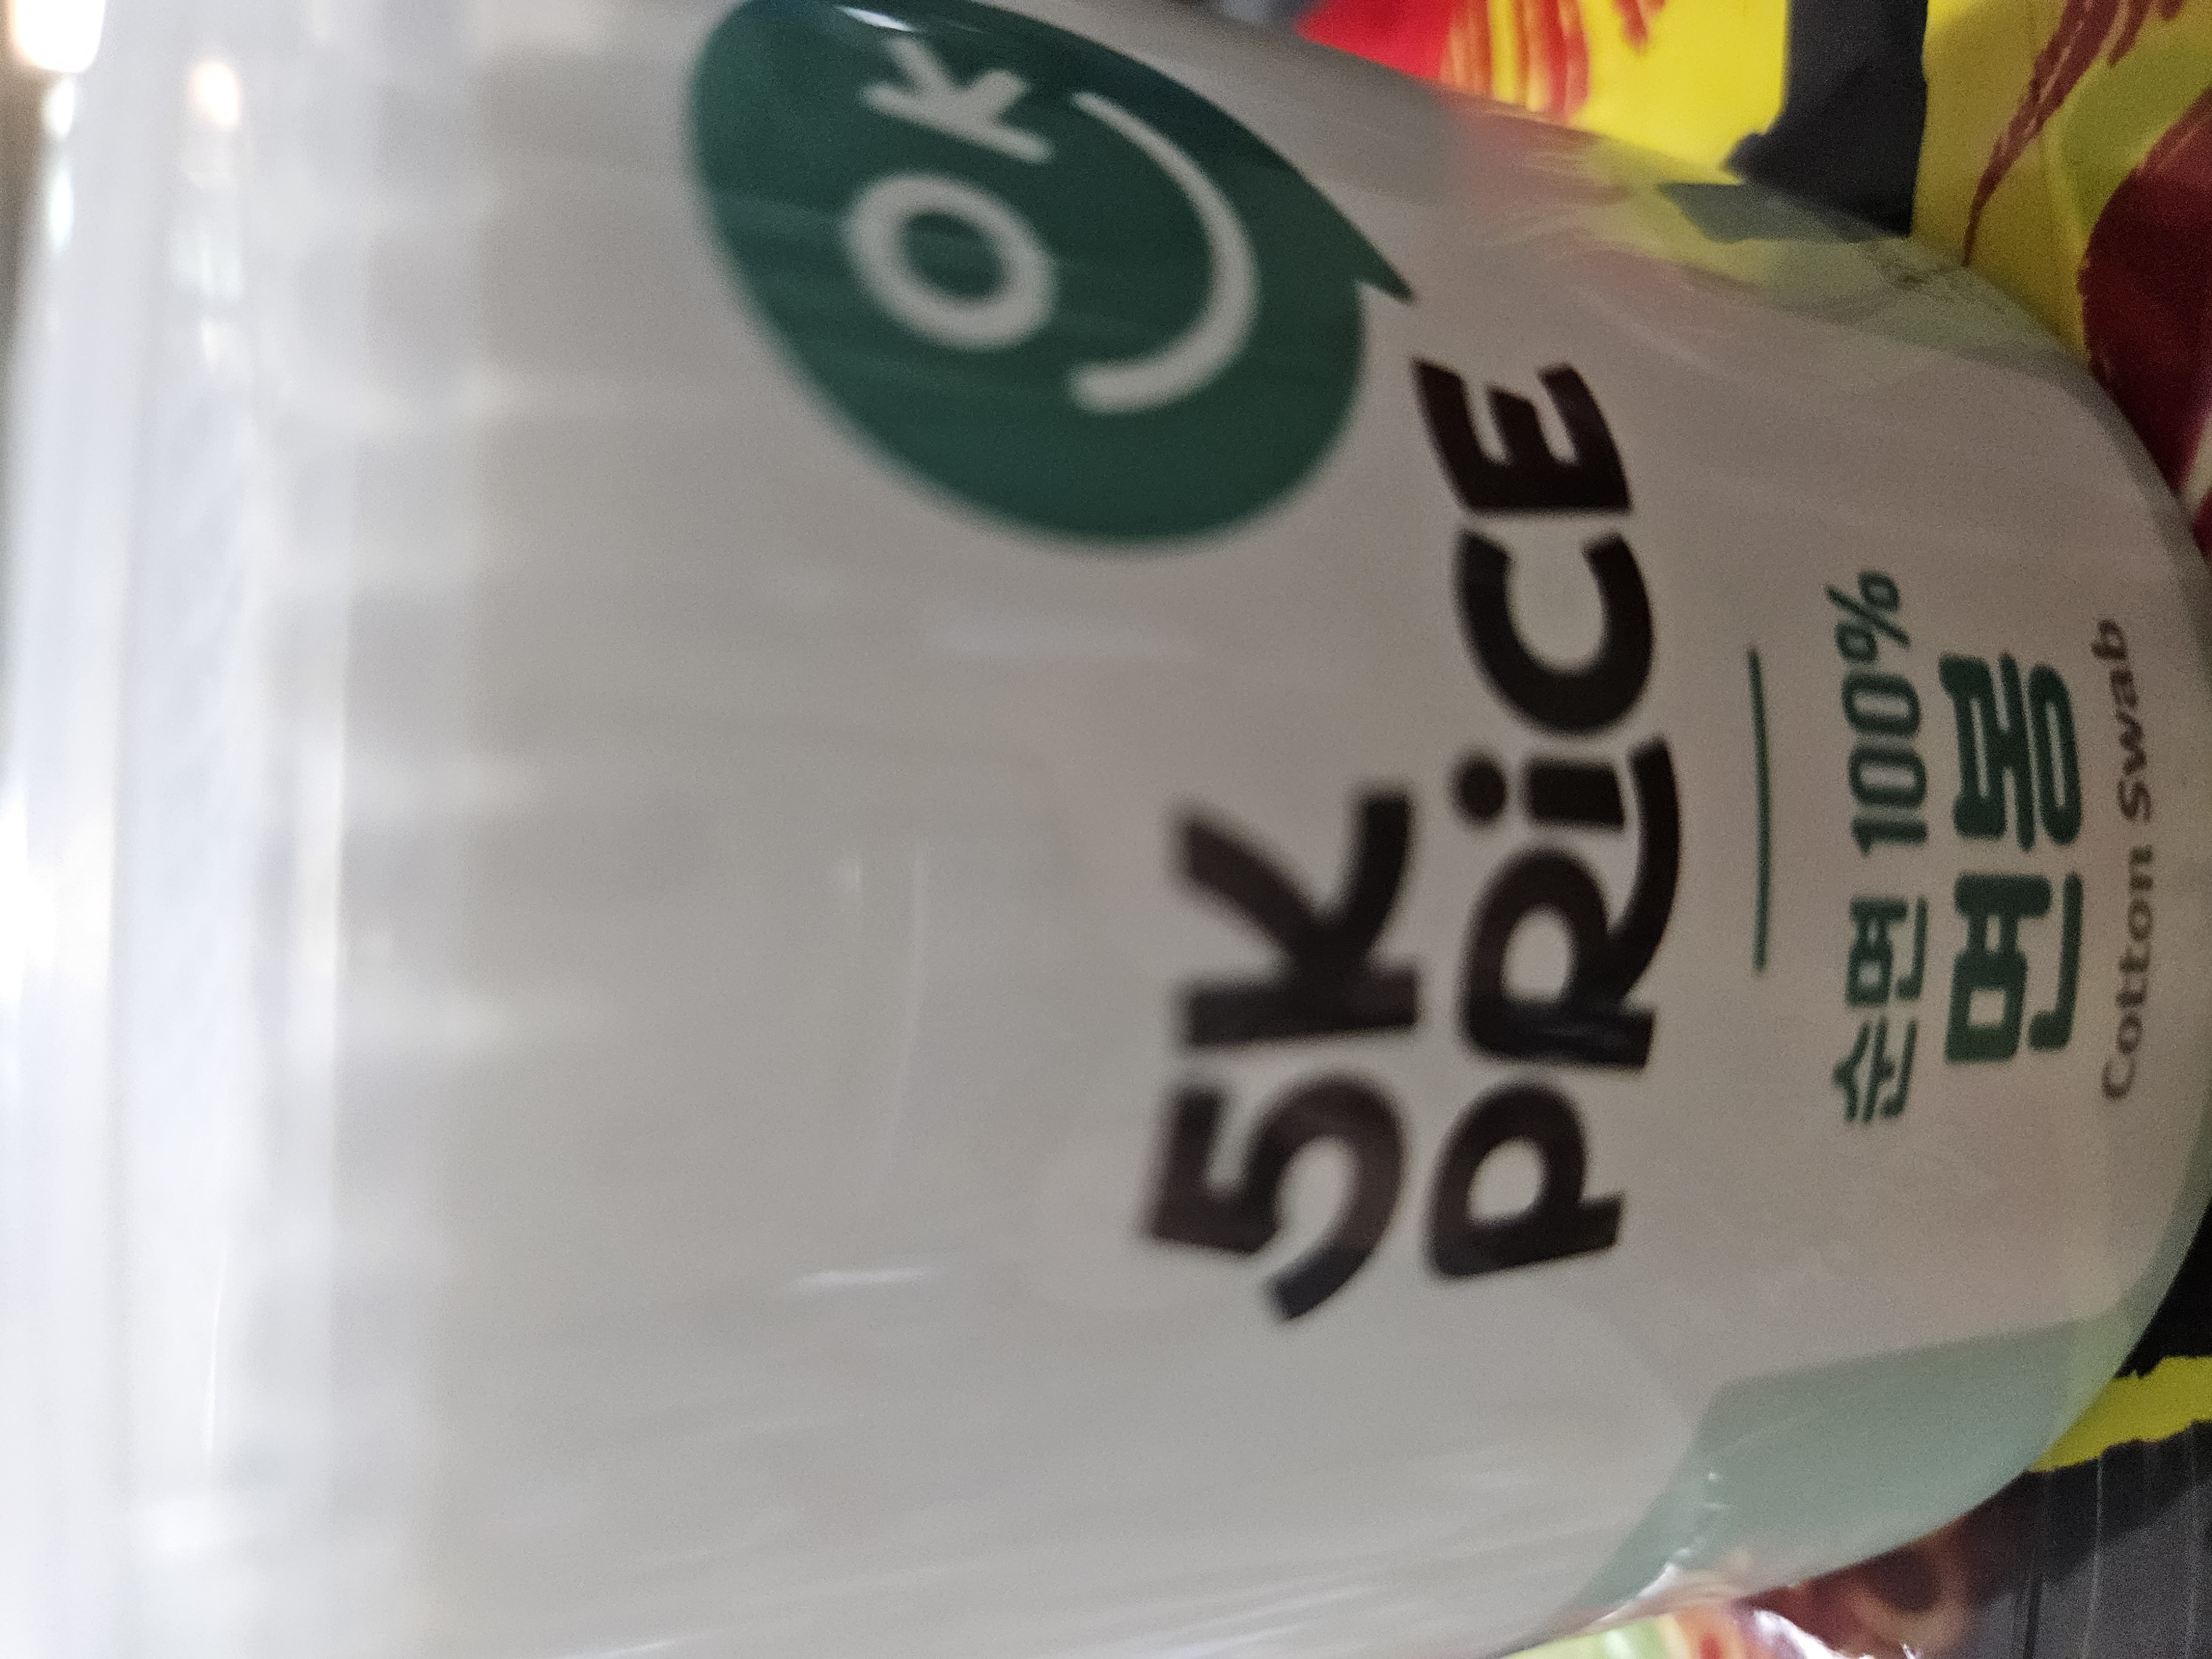 OK
5K
PRiCE
순면 100%
면봉
Cotton Swab